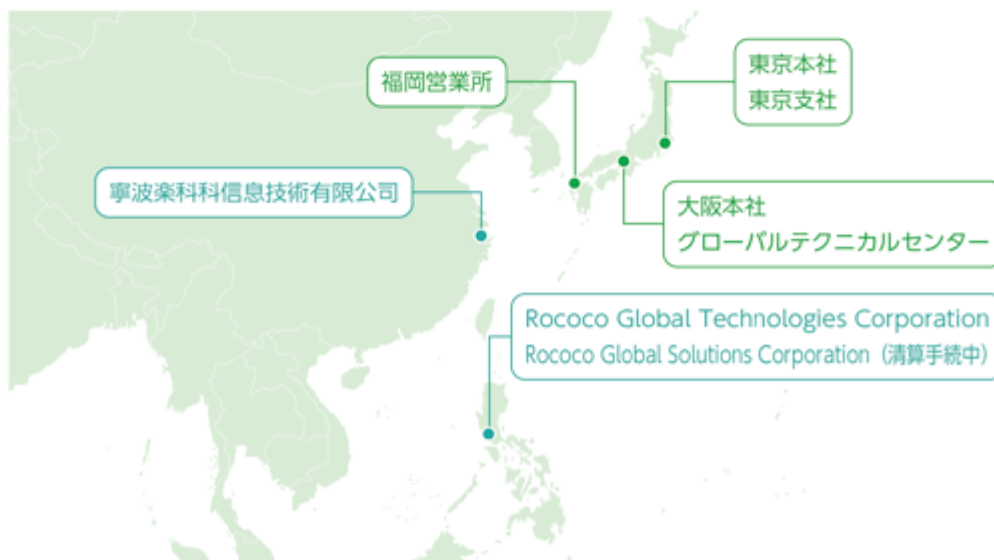 福岡営業所
東京本社
東京支社
寧波楽科科信息技術有限公司
大阪本社
グローバルテクニカルセンター
Rococo Global Technologies Corporation
Rococo Global Solutions Corporation（清算手続中）